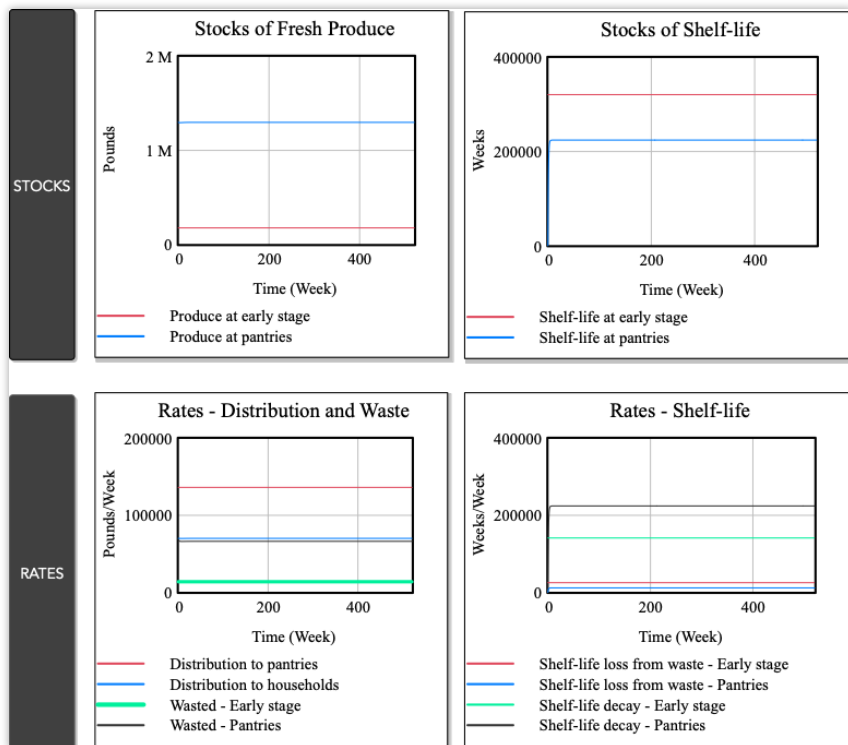 STOCKS
Stocks of Fresh Produce
2 M
1 M
0
Pounds
0 200 400
Time (Week)
Produce at early stage
Produce at pantries
Stocks of Shelf-life
400000
200000
0
Weeks
0 200 400
Time (Week)
Shelf-life at early stage
Shelf-life at pantries
RATES
Rates - Distribution and Waste
200000
100000
0
Pounds/Week
0 200 400
Time (Week)
Distribution to pantries
Distribution to households
Wasted - Early stage
Wasted - Pantries
Rates - Shelf-life
400000
200000
0
Weeks/Week
0 200 400
Time (Week)
Shelf-life loss from waste - Early stage
Shelf-life loss from waste - Pantries
Shelf-life decay - Early stage
Shelf-life decay - Pantries